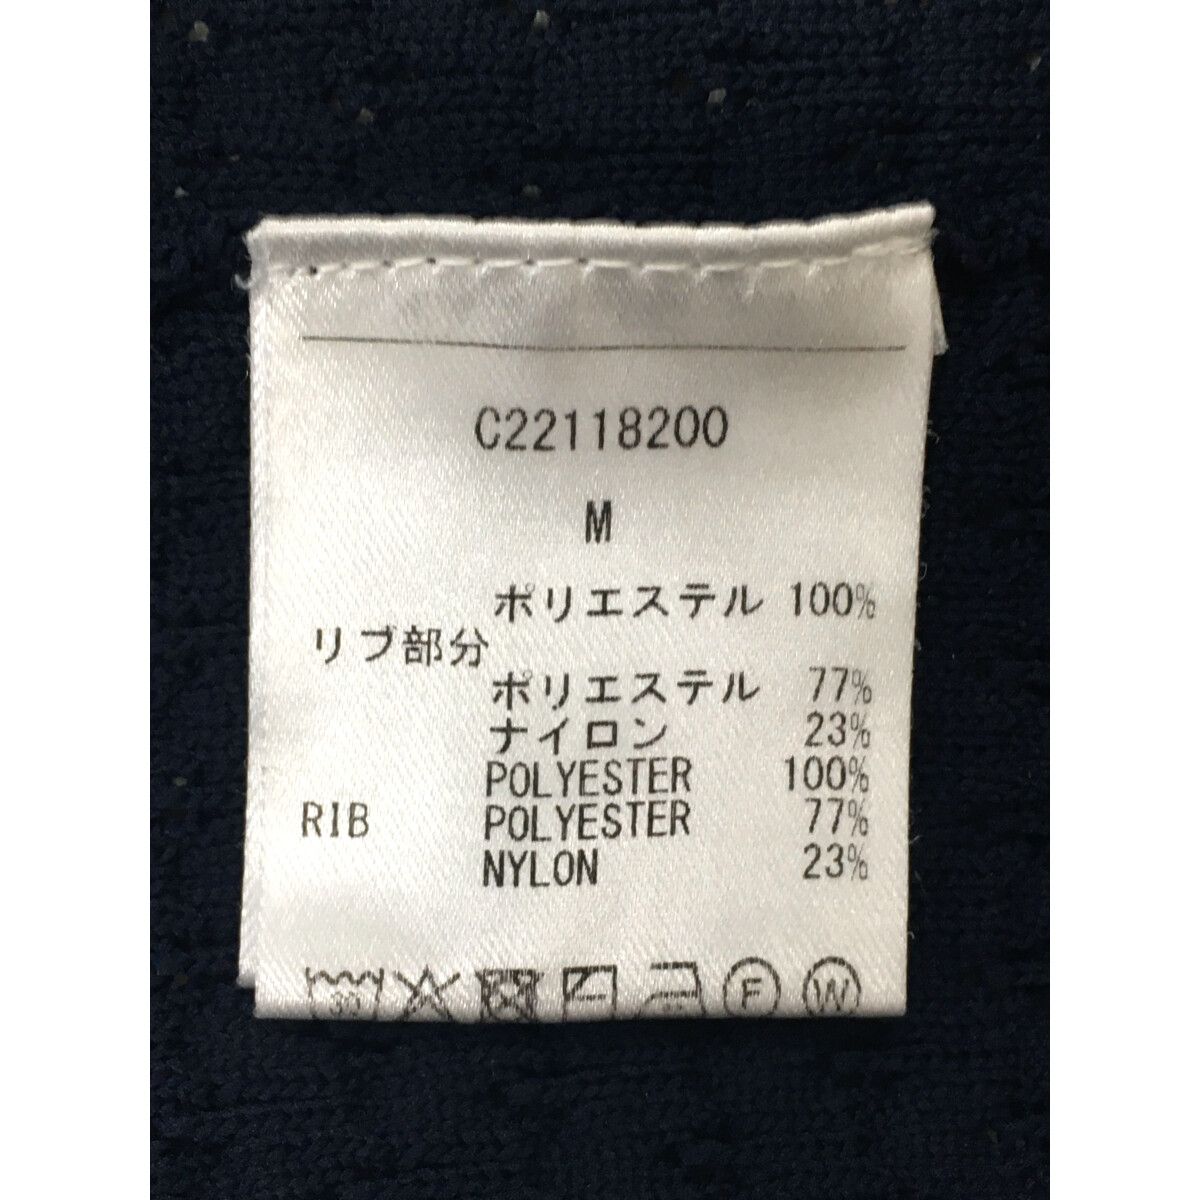 C22118200
M
ポリエステル 100%
リブ部分
ポリエステル 77%
ナイロン 23%
POLYESTER 100%
RIB POLYESTER 77%
NYLON 23%
30 F W